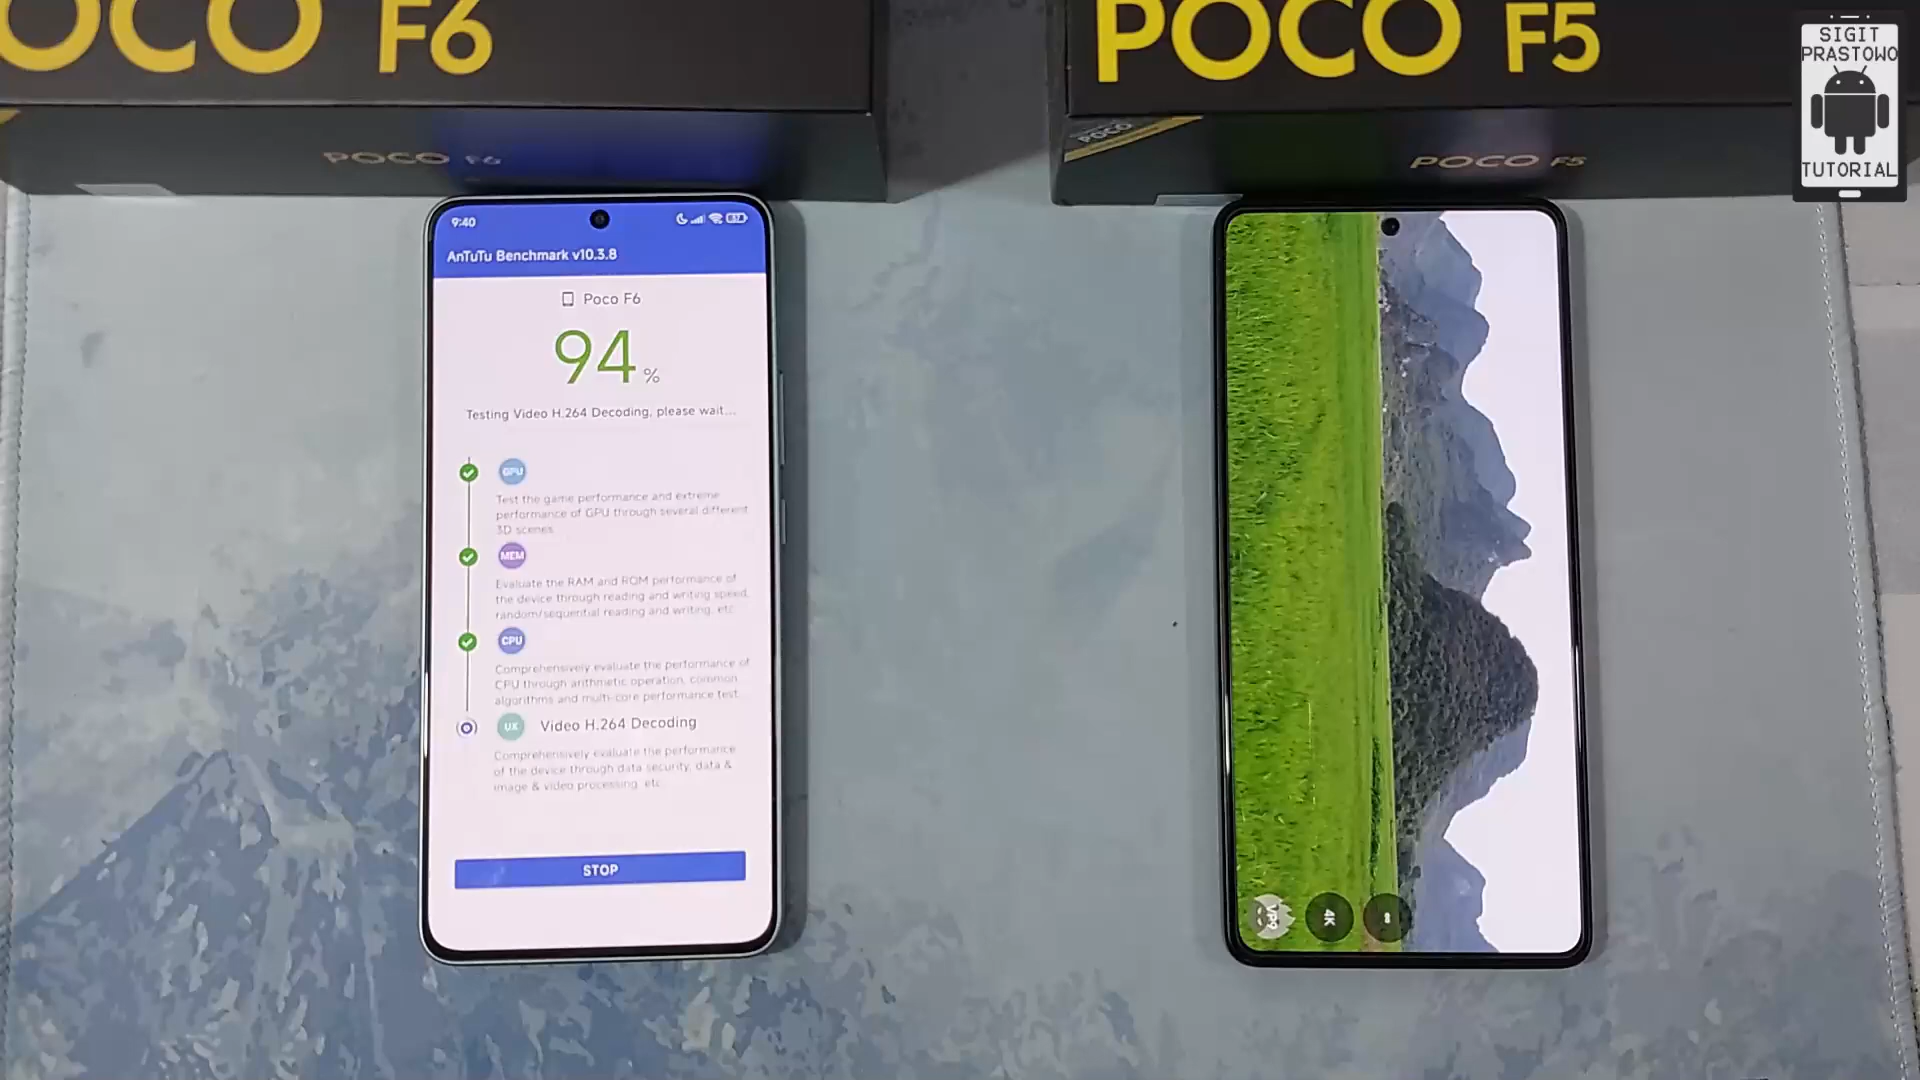 POCO F6
POCO F5
SIGIT
PRASTOWO
TUTORIAL
POCO F6
POCO
POCO F5
9:40
57
AnTuTu Benchmark v10.3.8
Poco F6
94 %
Testing Video H.264 Decoding, please wait...
GPU
Test the game performance and extreme
performance of GPU through several different
3D scenes
MEM
Evaluate the RAM and ROM performance of
the device through reading and writing speed,
random/sequential reading and writing, etc
CPU
Comprehensively evaluate the performance of
CPU through arithmetic operation, common
algorithms and multi-core performance test.
UX Video H.264 Decoding
Comprehensively evaluate the performance
of the device through data security, data &
image & video processing, etc
STOP
VP9
4K